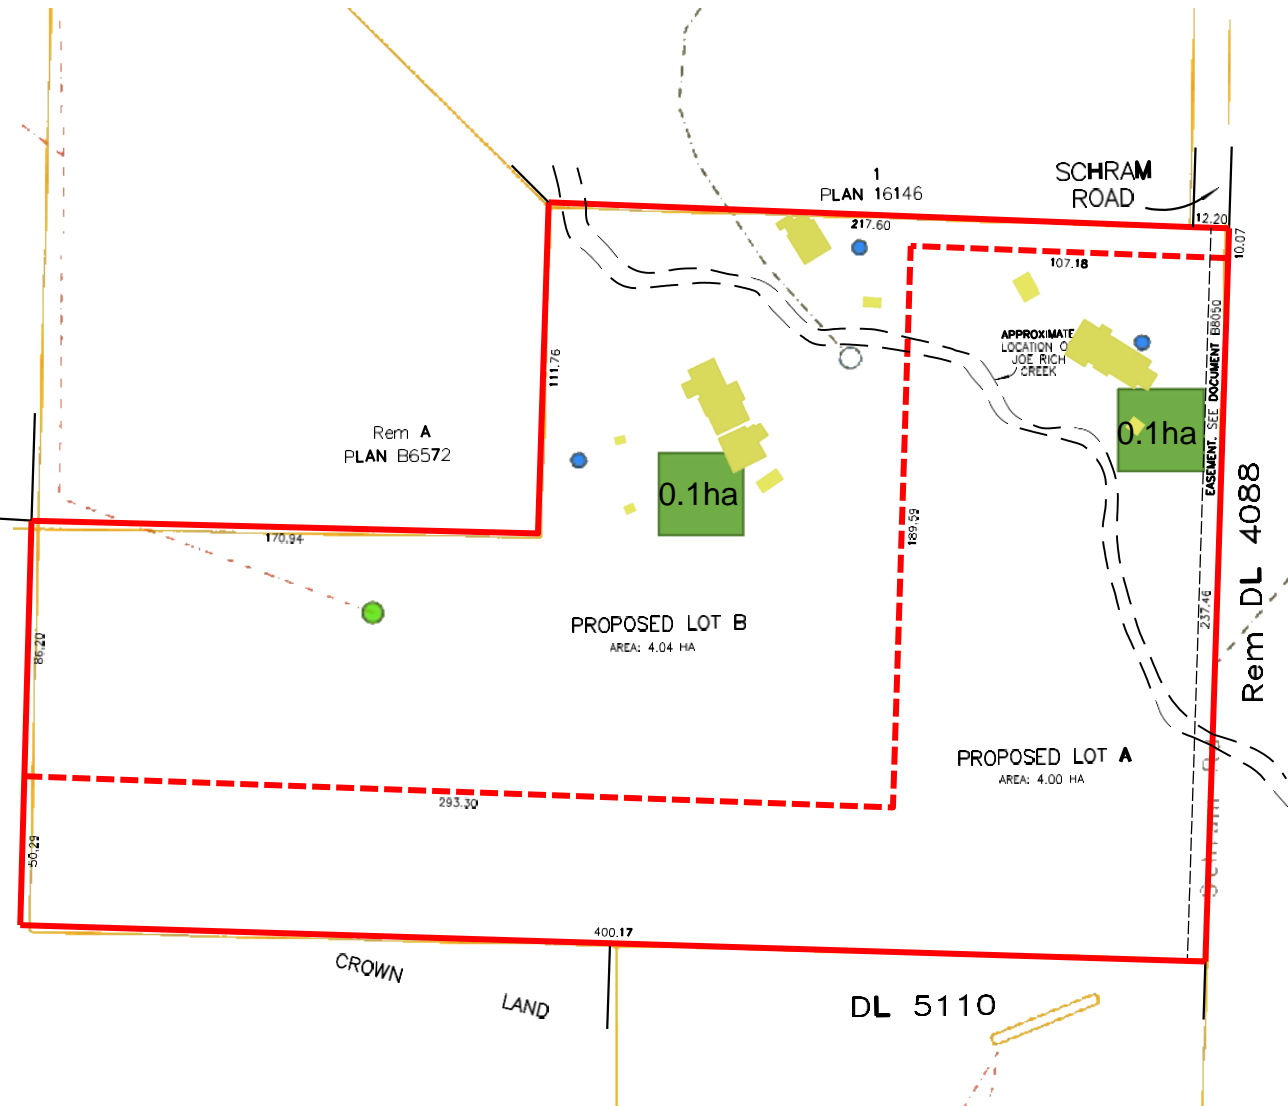 1
PLAN 16146
SCHRAM
ROAD
12.20
217.60
10.07
107.18
APPROXIMATE
LOCATION O
JOE RICH
CREEK
EASEMENT. SEE DOCUMENT B8050
111.76
Rem A
PLAN B6572
0.1ha
0.1ha
170.94
189.59
Rem DL 4088
237.46
PROPOSED LOT B
AREA: 4.04 HA
86.20
PROPOSED LOT A
AREA: 4.00 HA
293.30
50.29
Schram Rd
400.17
CROWN
LAND
DL 5110